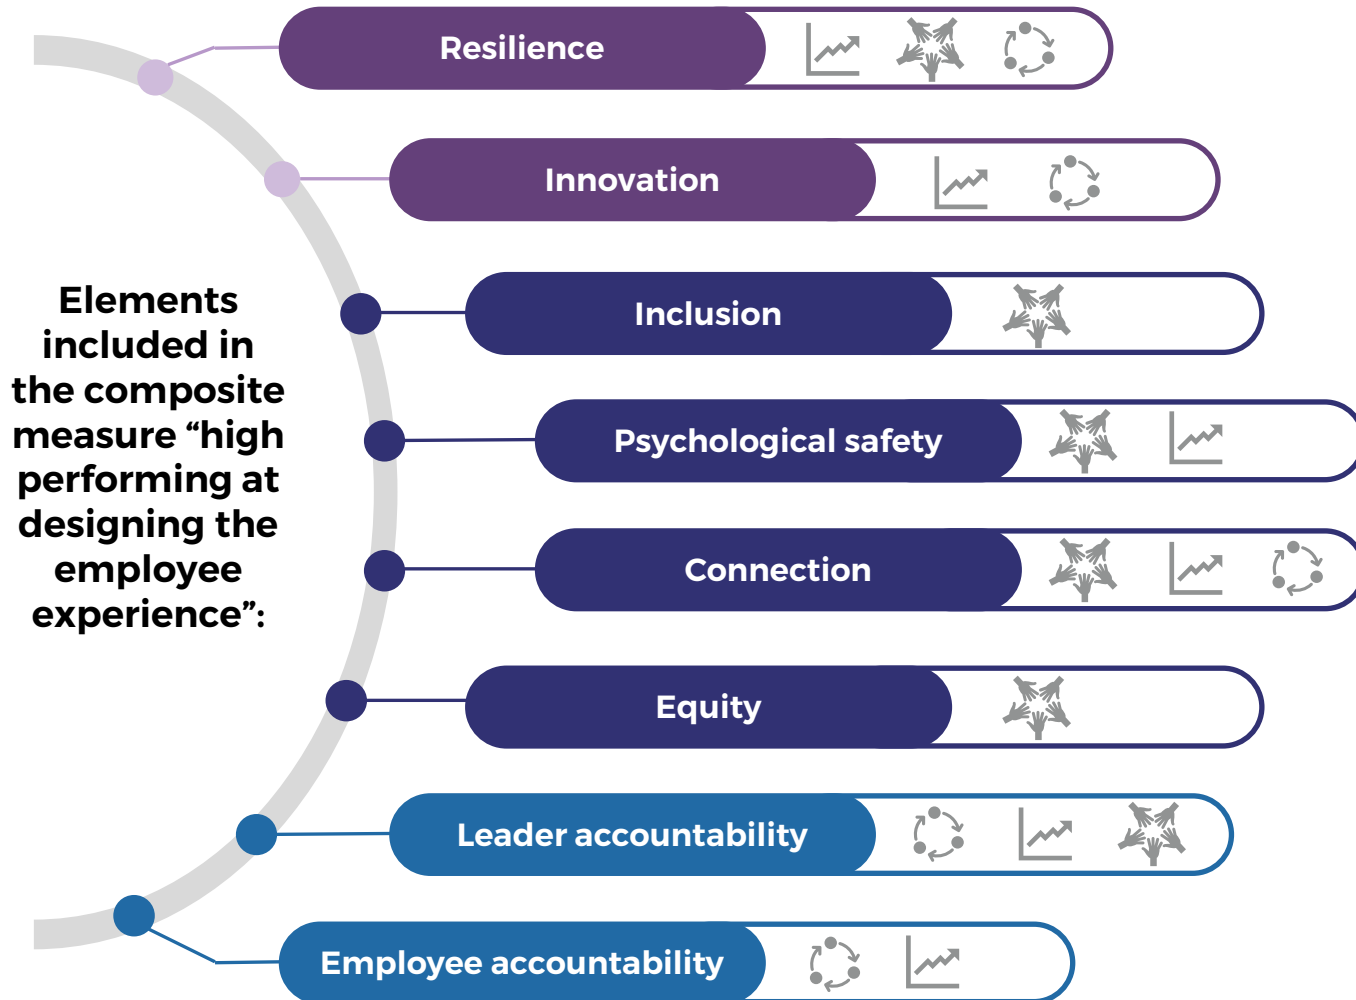 Resilience
Innovation
Elements
included in
the composite
measure “high
performing at
designing the
employee
experience”:
Inclusion
Psychological safety
Connection
Equity
Leader accountability
Employee accountability